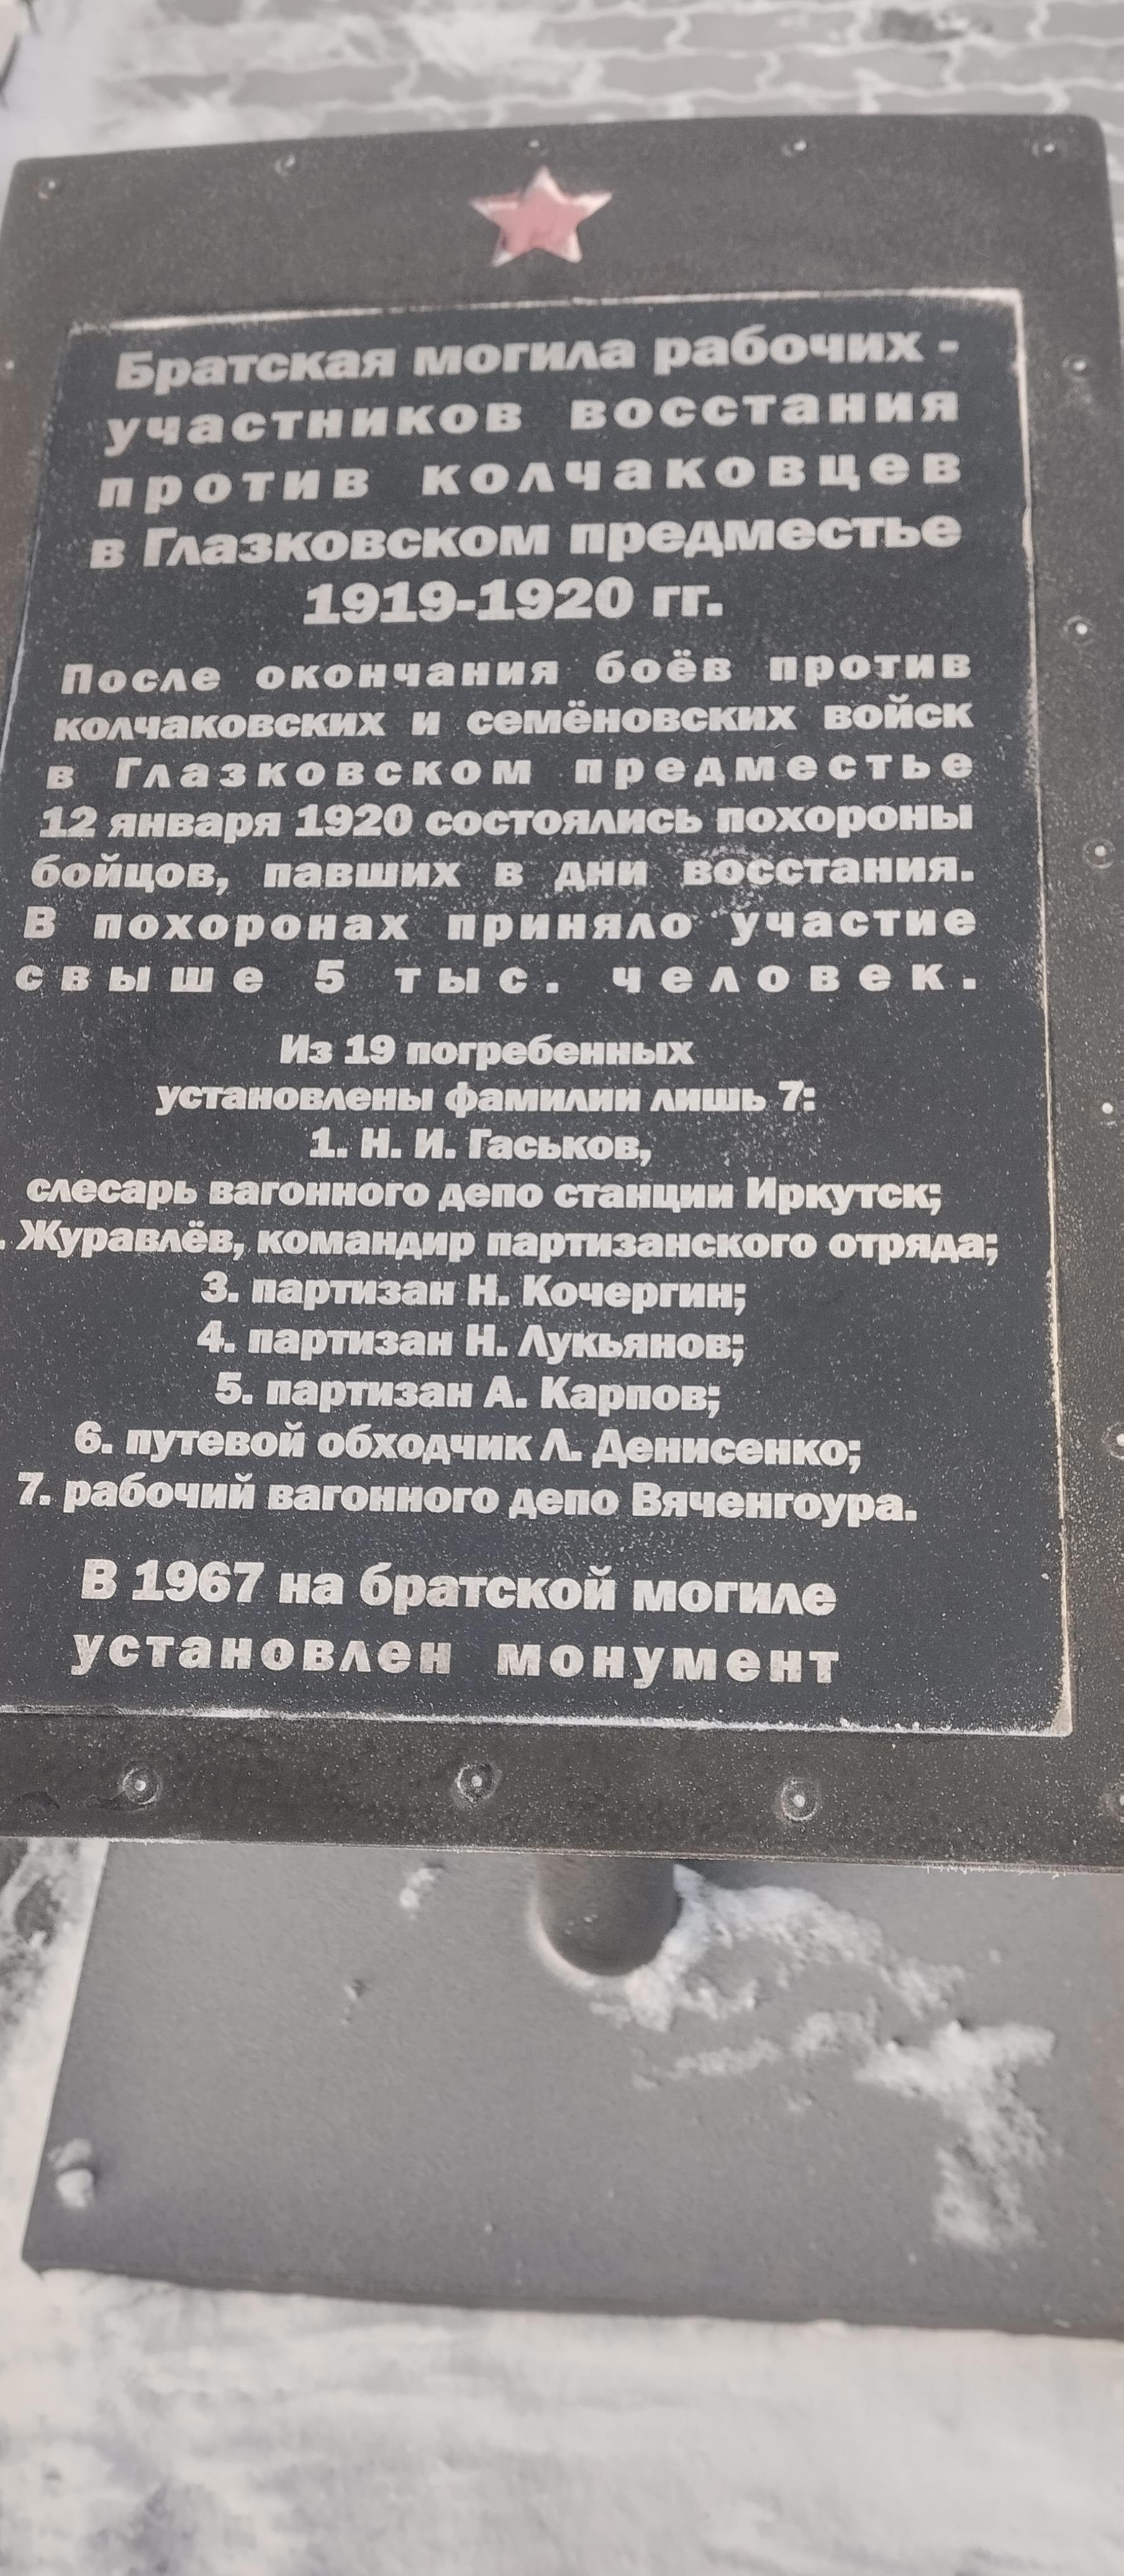 Братская могила рабочих -
участников восстания
против колчаковцев
в Глазковском предместье
1919-1920 гг.
После окончания боёв против
колчаковских и семёновских войск
в Глазковском предместье
12 января 1920 состоялись похороны
бойцов, павших в дни восстания.
В похоронах приняло участие
свыше 5 тыс. человек.
Из 19 погребенных
установлены фамилии лишь 7:
1. Н. И. Гаськов,
слесарь вагонного депо станции Иркутск;
. Журавлёв, командир партизанского отряда;
3. партизан Н. Кочергин;
4. партизан Н. Лукьянов;
5. партизан А. Карпов;
6. путевой обходчик Л. Денисенко;
7. рабочий вагонного депо Вяченгоура.
В 1967 на братской могиле
установлен монумент